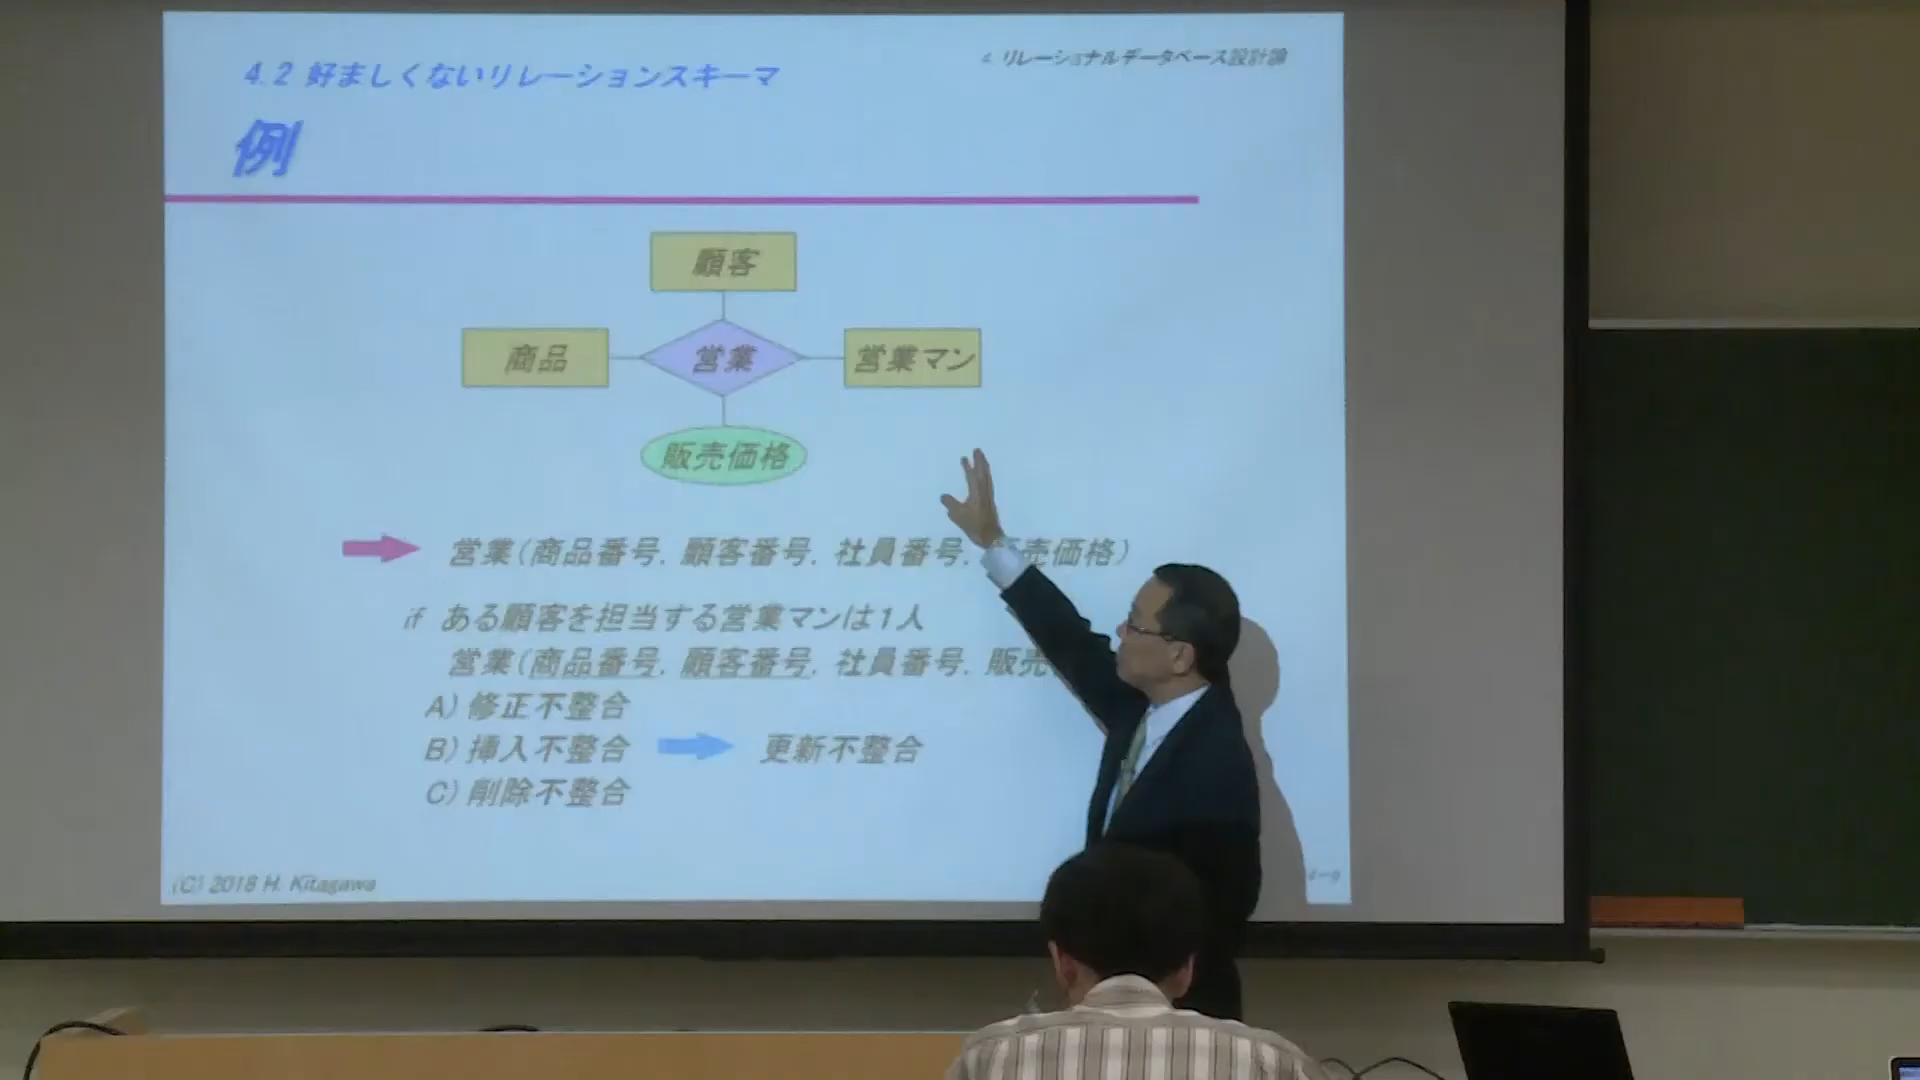 4.2 好ましくないリレーションスキーマ
4. リレーショナルデータベース設計論
例
顧客
商品
営業
営業マン
販売価格
営業(商品番号, 顧客番号, 社員番号, 売価格)
if ある顧客を担当する営業マンは1人
営業(商品番号, 顧客番号, 社員番号, 販売
A) 修正不整合
B) 挿入不整合
更新不整合
C) 削除不整合
(C) 2018 H. Kitagawa
4-9